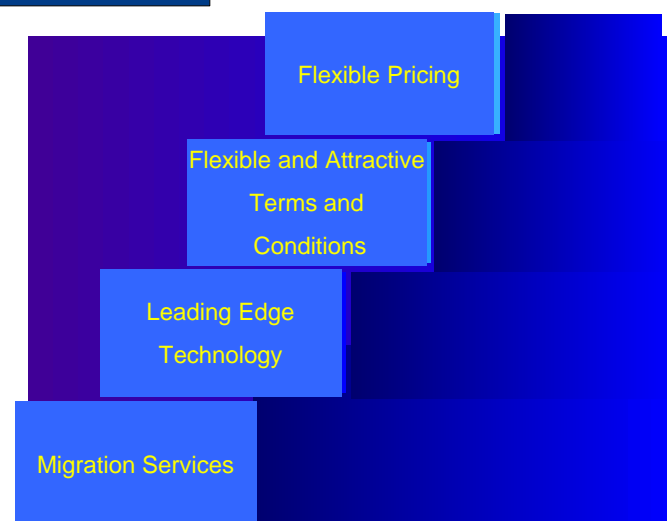 Flexible Pricing
Flexible and Attractive
Terms and
Conditions
Leading Edge
Technology
Migration Services